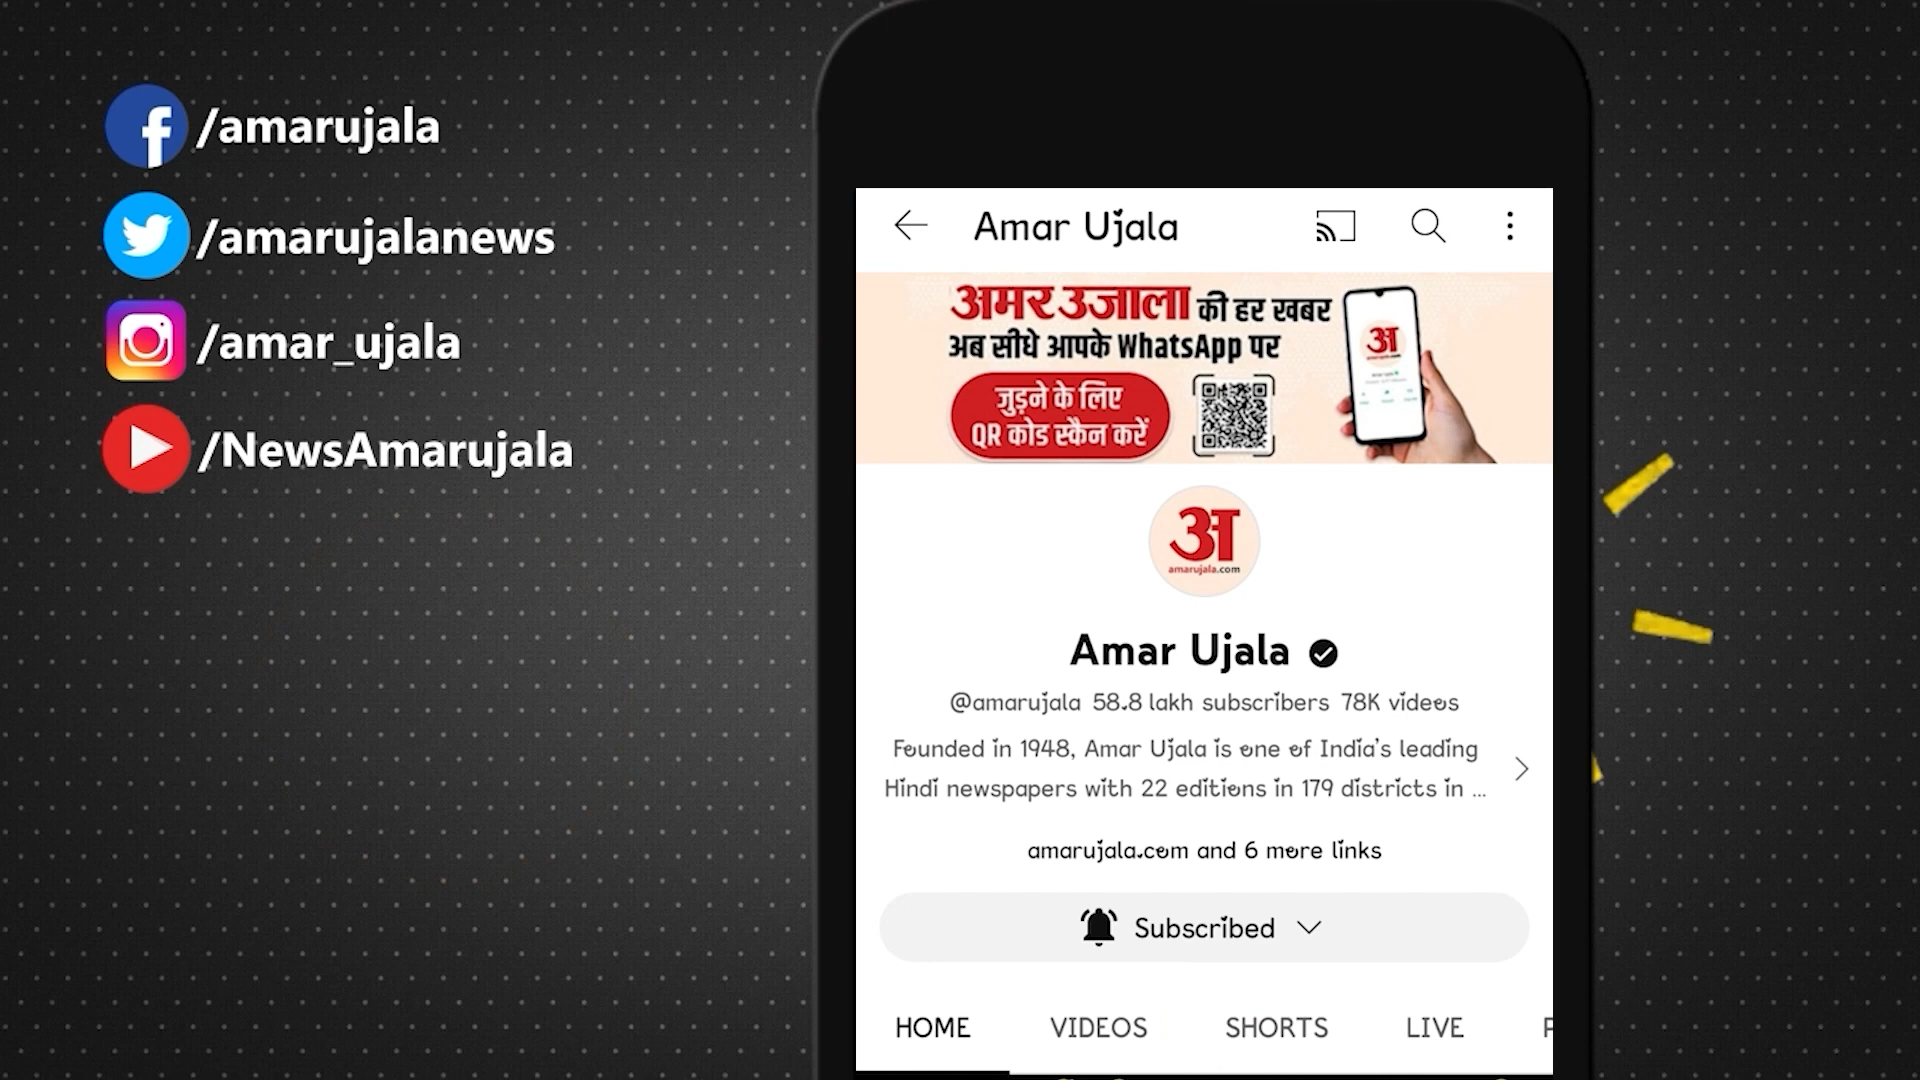 /amarujala
/amarujalanews
/amar_ujala
/NewsAmarujala
Amar Ujala
अमर उजाला की हर खबर
अब सीधे आपके WhatsApp पर
जुड़ने के लिए
QR कोड स्कैन करें
अ
अ
amarujala.com
Amar Ujala
@amarujala 58.8 lakh subscribers 78K videos
Founded in 1948, Amar Ujala is one of India's leading
Hindi newspapers with 22 editions in 179 districts in ...
amarujala.com and 6 more links
Subscribed
HOME VIDEOS SHORTS LIVE